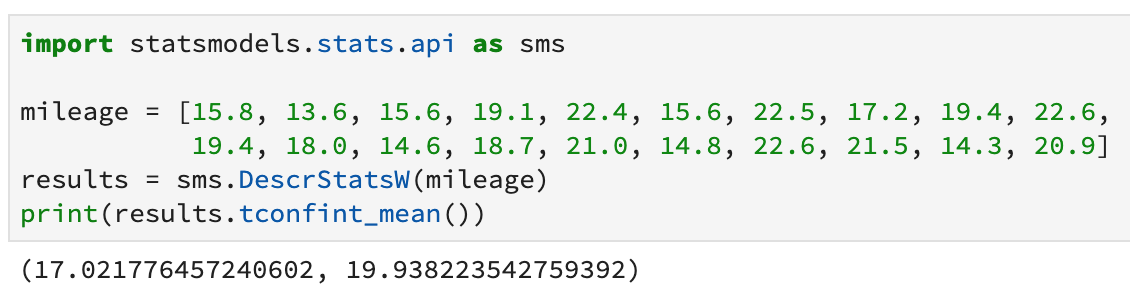 import statsmodels.stats.api as sms
mileage = [15.8, 13.6, 15.6, 19.1, 22.4, 15.6, 22.5, 17.2, 19.4, 22.6,
19.4, 18.0, 14.6, 18.7, 21.0, 14.8, 22.6, 21.5, 14.3, 20.9]
results = sms.DescrStatsW(mileage)
print(results.tconfint_mean())
(17.021776457240602, 19.938223542759392)